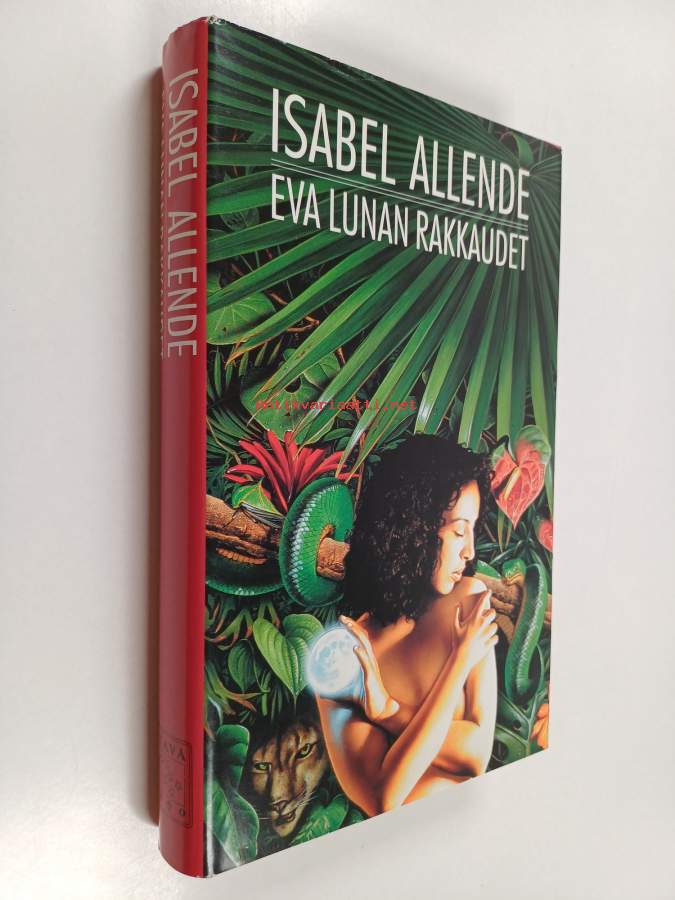 ISABEL ALLENDE
EVA LUNAN RAKKAUDET
ISABEL ALLENDE
antikvariaatti.net